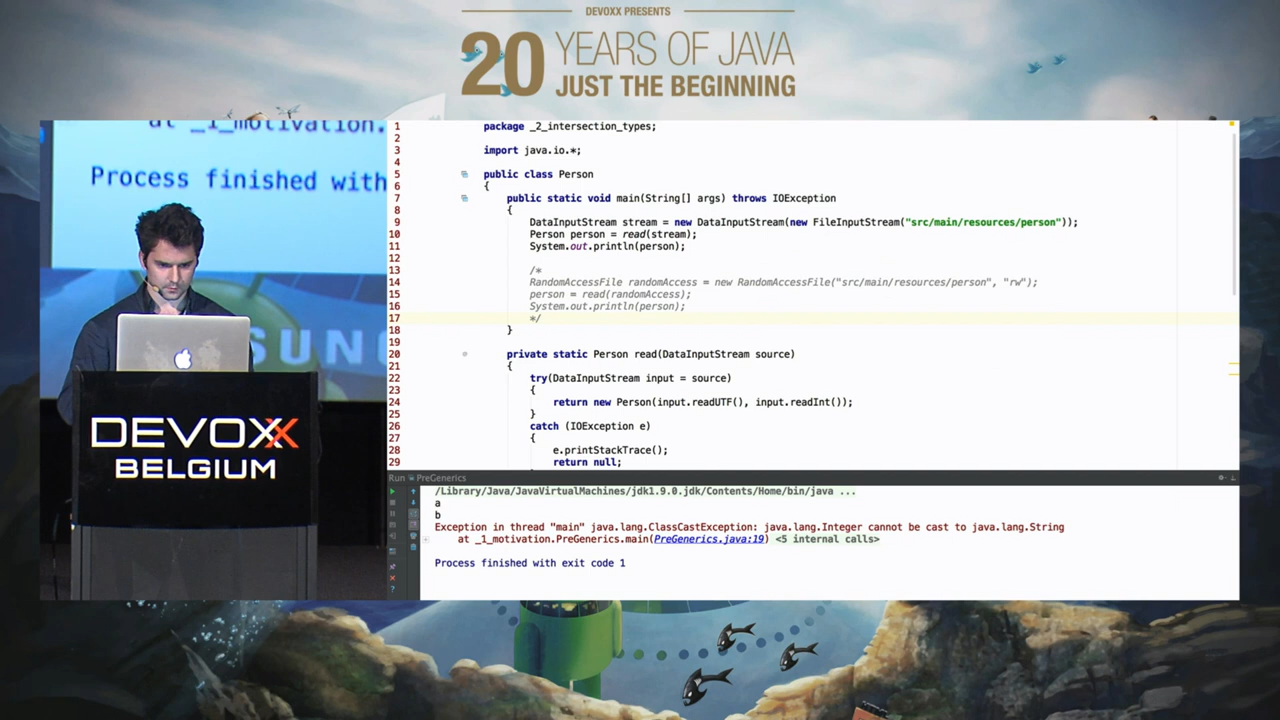 DEVOXX PRESENTS
20 YEARS OF JAVA
JUST THE BEGINNING
at _1_motivation.
Process finished with
SUNG
DEVOXX
BELGIUM
1 package _2_intersection_types;
2
3 import java.io.*;
4
5 public class Person
6 {
7 public static void main(String[] args) throws IOException
8 {
9 DataInputStream stream = new DataInputStream(new FileInputStream("src/main/resources/person"));
10 Person person = read(stream);
11 System.out.println(person);
12
13 /*
14 RandomAccessFile randomAccess = new RandomAccessFile("src/main/resources/person", "rw");
15 person = read(randomAccess);
16 System.out.println(person);
17 */
18 }
19
20 private static Person read(DataInputStream source)
21 {
22 try(DataInputStream input = source)
23 {
24 return new Person(input.readUTF(), input.readInt());
25 }
26 catch (IOException e)
27 {
28 e.printStackTrace();
29 return null;
Run PreGenerics
/Library/Java/JavaVirtualMachines/jdk1.9.0.jdk/Contents/Home/bin/java ...
a
b
Exception in thread "main" java.lang.ClassCastException: java.lang.Integer cannot be cast to java.lang.String
at _1_motivation.PreGenerics.main(PreGenerics.java:19) <5 internal calls>
Process finished with exit code 1